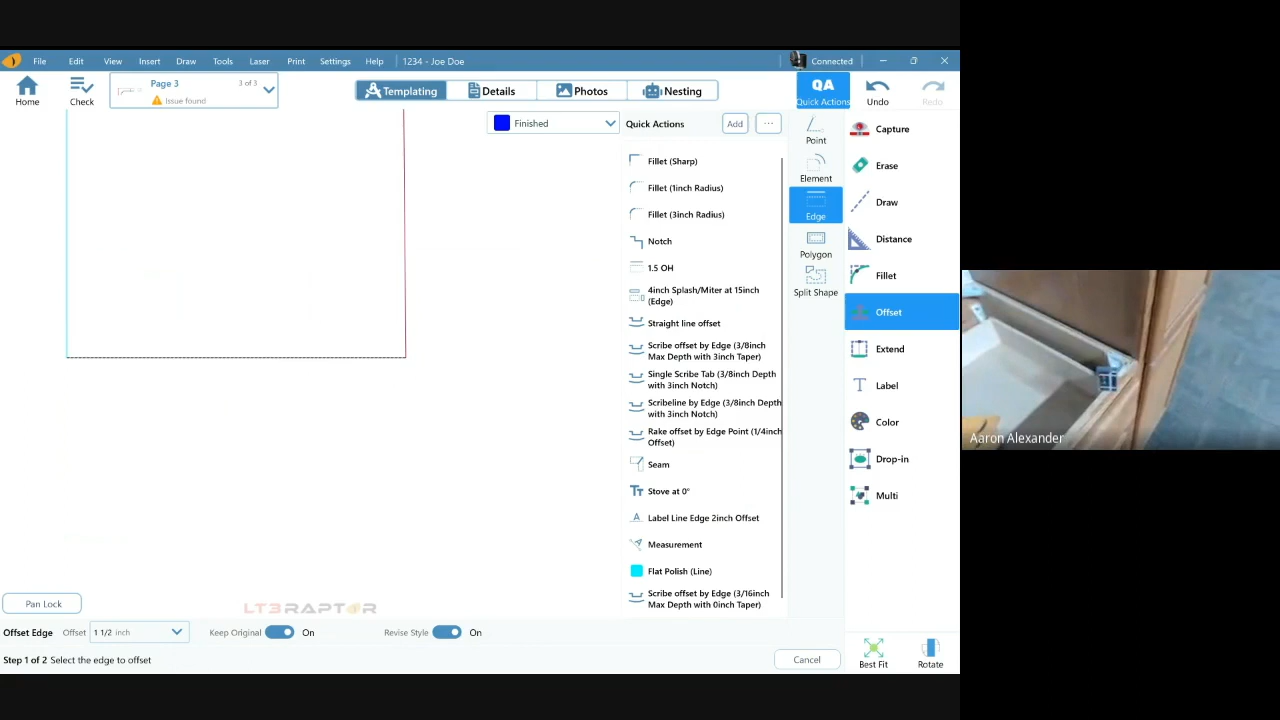 File Edit View Insert Draw Tools Laser Print Settings Help 1234 - Joe Doe Connected
Home
Check
Page 3 3 of 3
Issue found
Templating Details Photos Nesting
QA
Quick Actions
Undo
Redo
Finished
Quick Actions Add ...
Fillet (Sharp)
Fillet (1inch Radius)
Fillet (3inch Radius)
Notch
1.5 OH
4inch Splash/Miter at 15inch
(Edge)
Straight line offset
Scribe offset by Edge (3/8inch
Max Depth with 3inch Taper)
Single Scribe Tab (3/8inch Depth
with 3inch Notch)
Scribeline by Edge (3/8inch Depth
with 3inch Notch)
Rake offset by Edge Point (1/4inch
Offset)
Seam
Stove at 0°
Label Line Edge 2inch Offset
Measurement
Flat Polish (Line)
Scribe offset by Edge (3/16inch
Max Depth with 0inch Taper)
Point
Element
Edge
Polygon
Split Shape
Capture
Erase
Draw
Distance
Fillet
Offset
Extend
Label
Color
Drop-in
Multi
Aaron Alexander
Pan Lock
LT3RAPTOR
Offset Edge Offset 1 1/2 inch Keep Original On Revise Style On
Step 1 of 2 Select the edge to offset
Cancel
Best Fit
Rotate